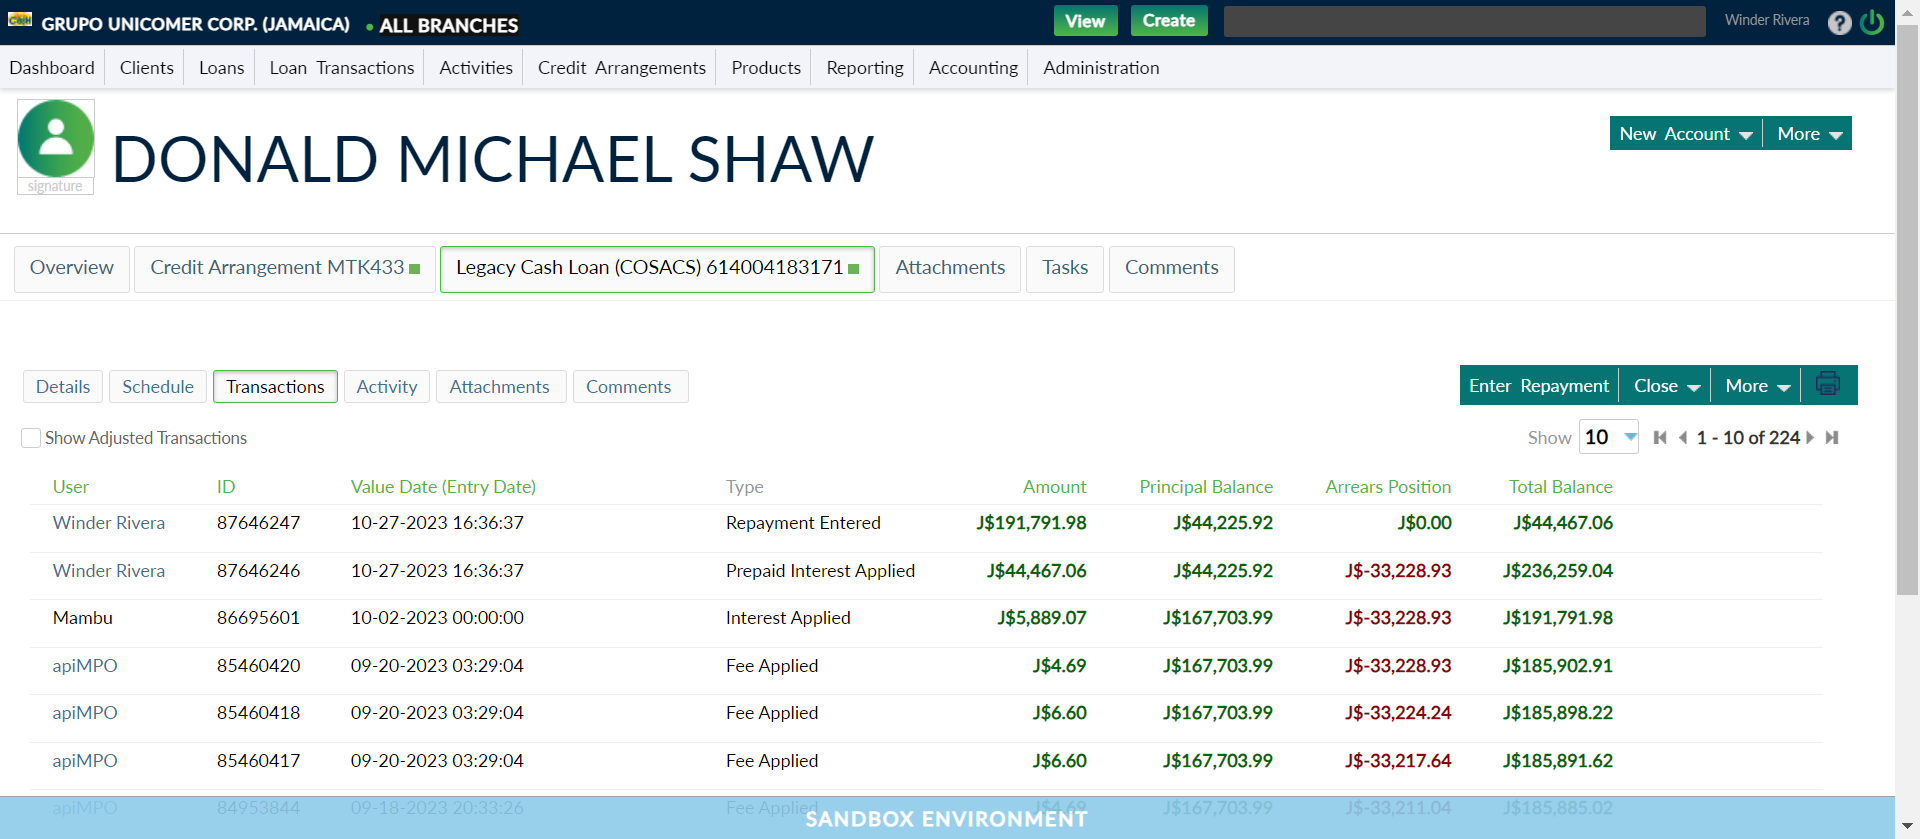 Cash GRUPO UNICOMER CORP. (JAMAICA) • ALL BRANCHES View Create Winder Rivera ?
Dashboard Clients Loans Loan Transactions Activities Credit Arrangements Products Reporting Accounting Administration
signature
DONALD MICHAEL SHAW
New Account More
Overview Credit Arrangement MTK433 Legacy Cash Loan (COSACS) 614004183171 Attachments Tasks Comments
Details Schedule Transactions Activity Attachments Comments Enter Repayment Close More
Show Adjusted Transactions Show 10 1 - 10 of 224
User ID Value Date (Entry Date) Type Amount Principal Balance Arrears Position Total Balance
Winder Rivera 87646247 10-27-2023 16:36:37 Repayment Entered J$191,791.98 J$44,225.92 J$0.00 J$44,467.06
Winder Rivera 87646246 10-27-2023 16:36:37 Prepaid Interest Applied J$44,467.06 J$44,225.92 J$-33,228.93 J$236,259.04
Mambu 86695601 10-02-2023 00:00:00 Interest Applied J$5,889.07 J$167,703.99 J$-33,228.93 J$191,791.98
apiMPO 85460420 09-20-2023 03:29:04 Fee Applied J$4.69 J$167,703.99 J$-33,228.93 J$185,902.91
apiMPO 85460418 09-20-2023 03:29:04 Fee Applied J$6.60 J$167,703.99 J$-33,224.24 J$185,898.22
apiMPO 85460417 09-20-2023 03:29:04 Fee Applied J$6.60 J$167,703.99 J$-33,217.64 J$185,891.62
apiMPO 84953844 09-18-2023 20:33:26 Fee Applied J$4.69 J$167,703.99 J$-33,211.04 J$185,885.02
SANDBOX ENVIRONMENT